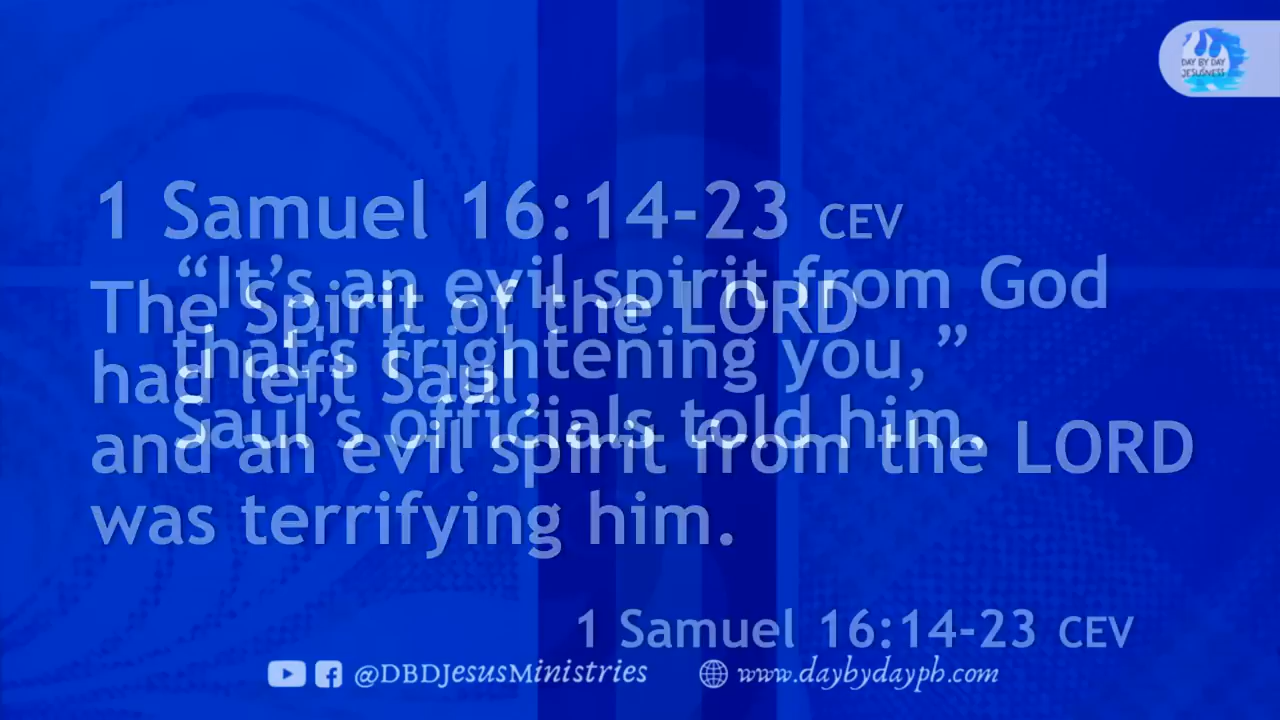 DAY BY DAY
JESUSNESS
1 Samuel 16:14-23 CEV
The Spirit of the LORD
had left Saul,
and an evil spirit from the LORD
was terrifying him.
“It’s an evil spirit from God
that's frightening you,”
Saul’s officials told him.
1 Samuel 16:14-23 CEV
@DBDJesusMinistries
www.daybydayph.com